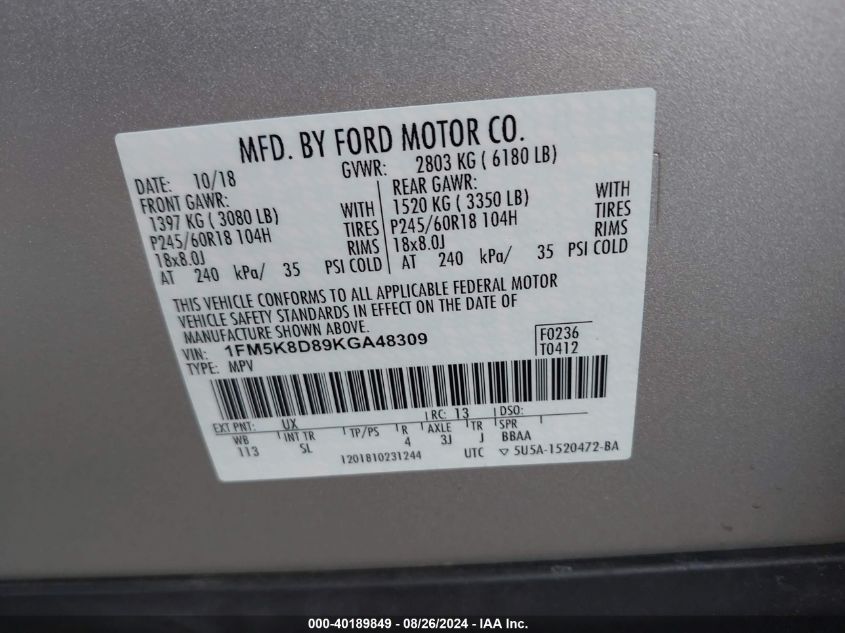 MFD. BY FORD MOTOR CO.
DATE: 10/18 GVWR: 2803 KG ( 6180 LB)
FRONT GAWR: REAR GAWR:
1397 KG ( 3080 LB) WITH 1520 KG ( 3350 LB) WITH
P245/60R18 104H TIRES P245/60R18 104H TIRES
18x8.0J RIMS 18x8.0J RIMS
AT 240 kPa/ 35 PSI COLD AT 240 kPa/ 35 PSI COLD
THIS VEHICLE CONFORMS TO ALL APPLICABLE FEDERAL MOTOR
VEHICLE SAFETY STANDARDS IN EFFECT ON THE DATE OF
MANUFACTURE SHOWN ABOVE.
VIN: 1FM5K8D89KGA48309 F0236
TYPE: MPV T0412
EXT PNT: UX RC: 13 DSO:
WB INT TR TP/PS R AXLE TR SPR
113 SL 4 3J J BBAA
1201810231244 UTC ▽ 5U5A-1520472-BA
000-40189849 - 08/26/2024 - IAA Inc.